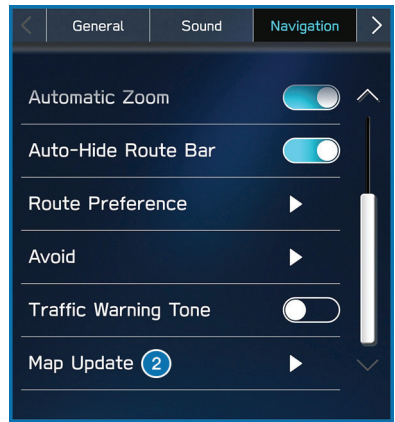 General Sound Navigation
Automatic Zoom
Auto-Hide Route Bar
Route Preference
Avoid
Traffic Warning Tone
Map Update 2